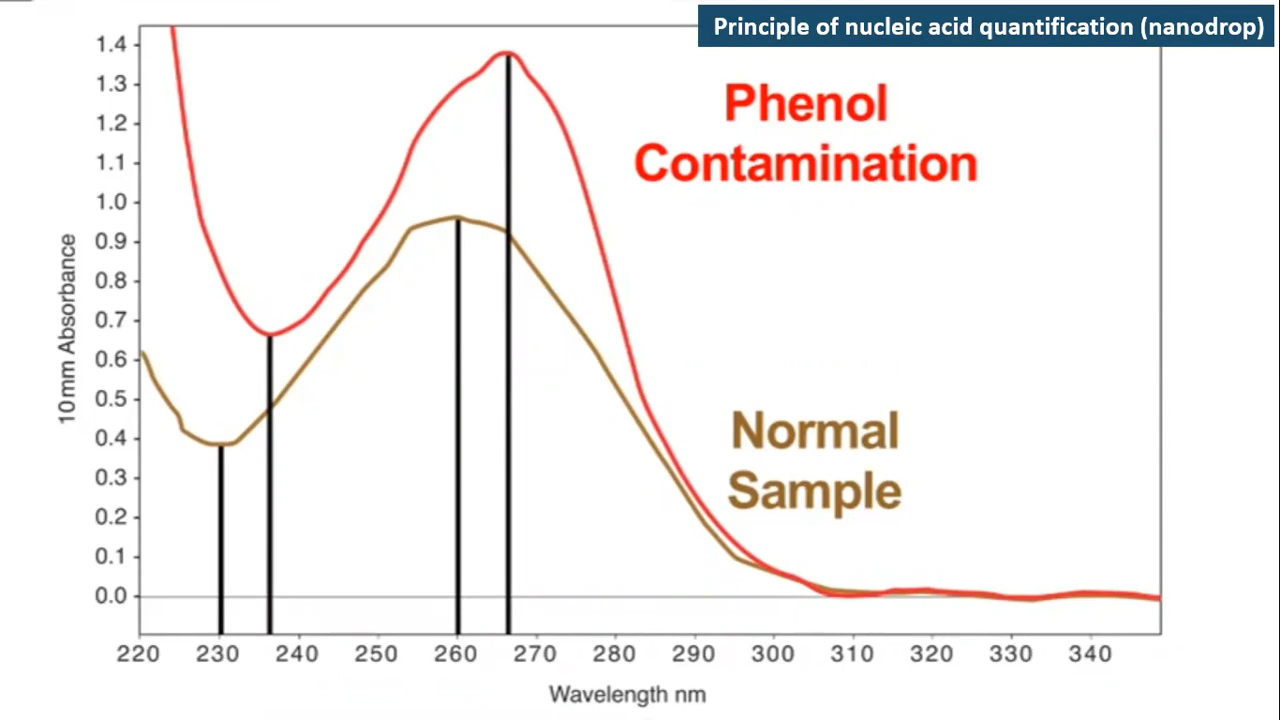 Principle of nucleic acid quantification (nanodrop)
Phenol
Contamination
Normal
Sample
10mm Absorbance
1.4
1.3
1.2
1.1
1.0
0.9
0.8
0.7
0.6
0.5
0.4
0.3
0.2
0.1
0.0
220 230 240 250 260 270 280 290 300 310 320 330 340
Wavelength nm